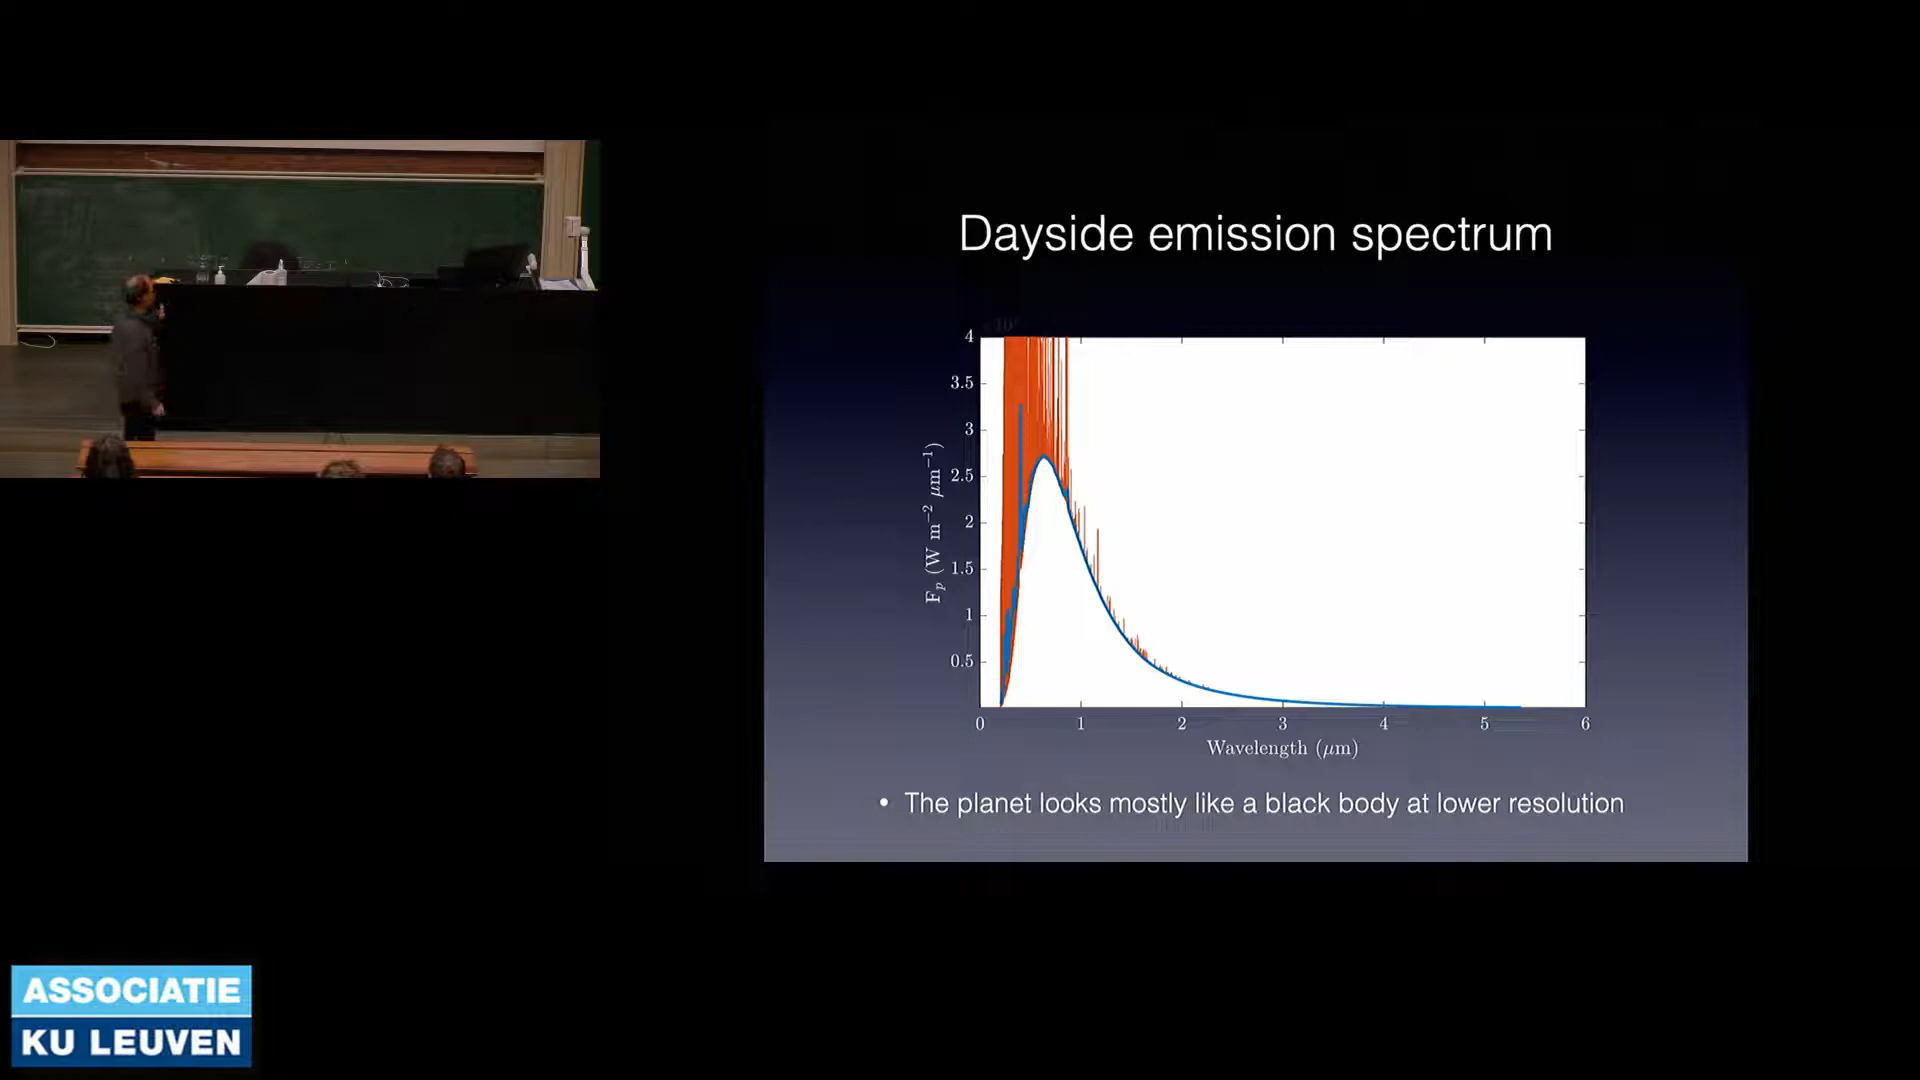 Dayside emission spectrum
4
3.5
3
2.5
2
1.5
1
0.5
F_p (W m⁻² μm⁻¹)
0 1 2 3 4 5 6
Wavelength (μm)
• The planet looks mostly like a black body at lower resolution
ASSOCIATIE
KU LEUVEN